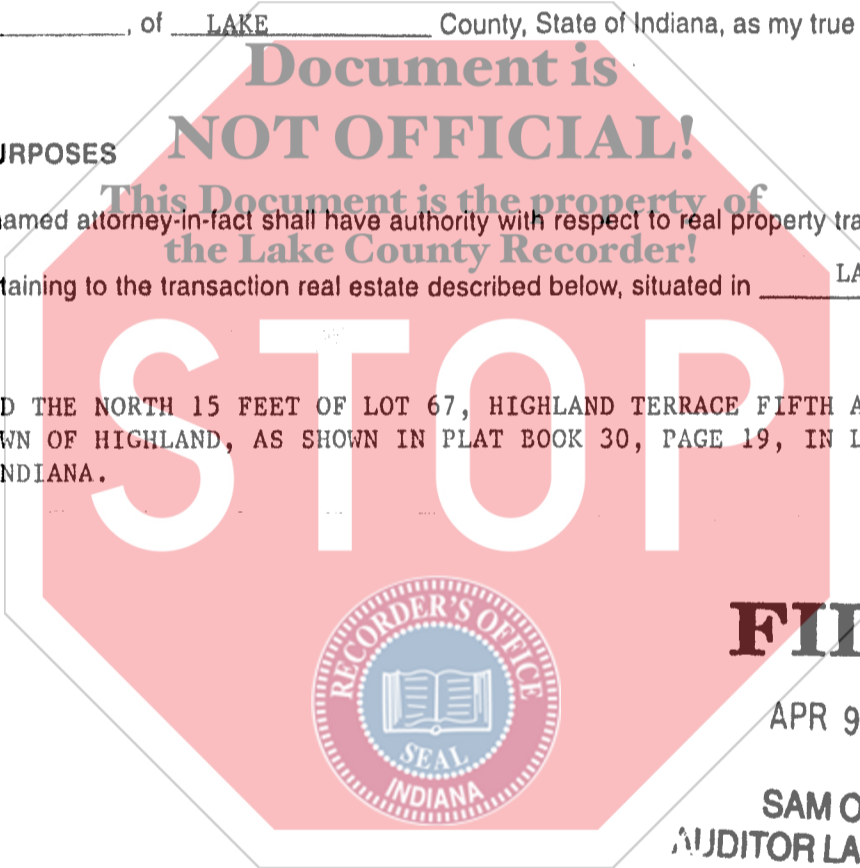 , of LAKE County, State of Indiana, as my true
Document is
NOT OFFICIAL!
URPOSES
This Document is the property of
named attorney-in-fact shall have authority with respect to real property tra
the Lake County Recorder!
taining to the transaction real estate described below, situated in LA
STOP
D THE NORTH 15 FEET OF LOT 67, HIGHLAND TERRACE FIFTH A
WN OF HIGHLAND, AS SHOWN IN PLAT BOOK 30, PAGE 19, IN L
NDIANA.
RECORDER'S OFFICE
SEAL
INDIANA
FIL
APR 9
SAM O
AUDITOR LA